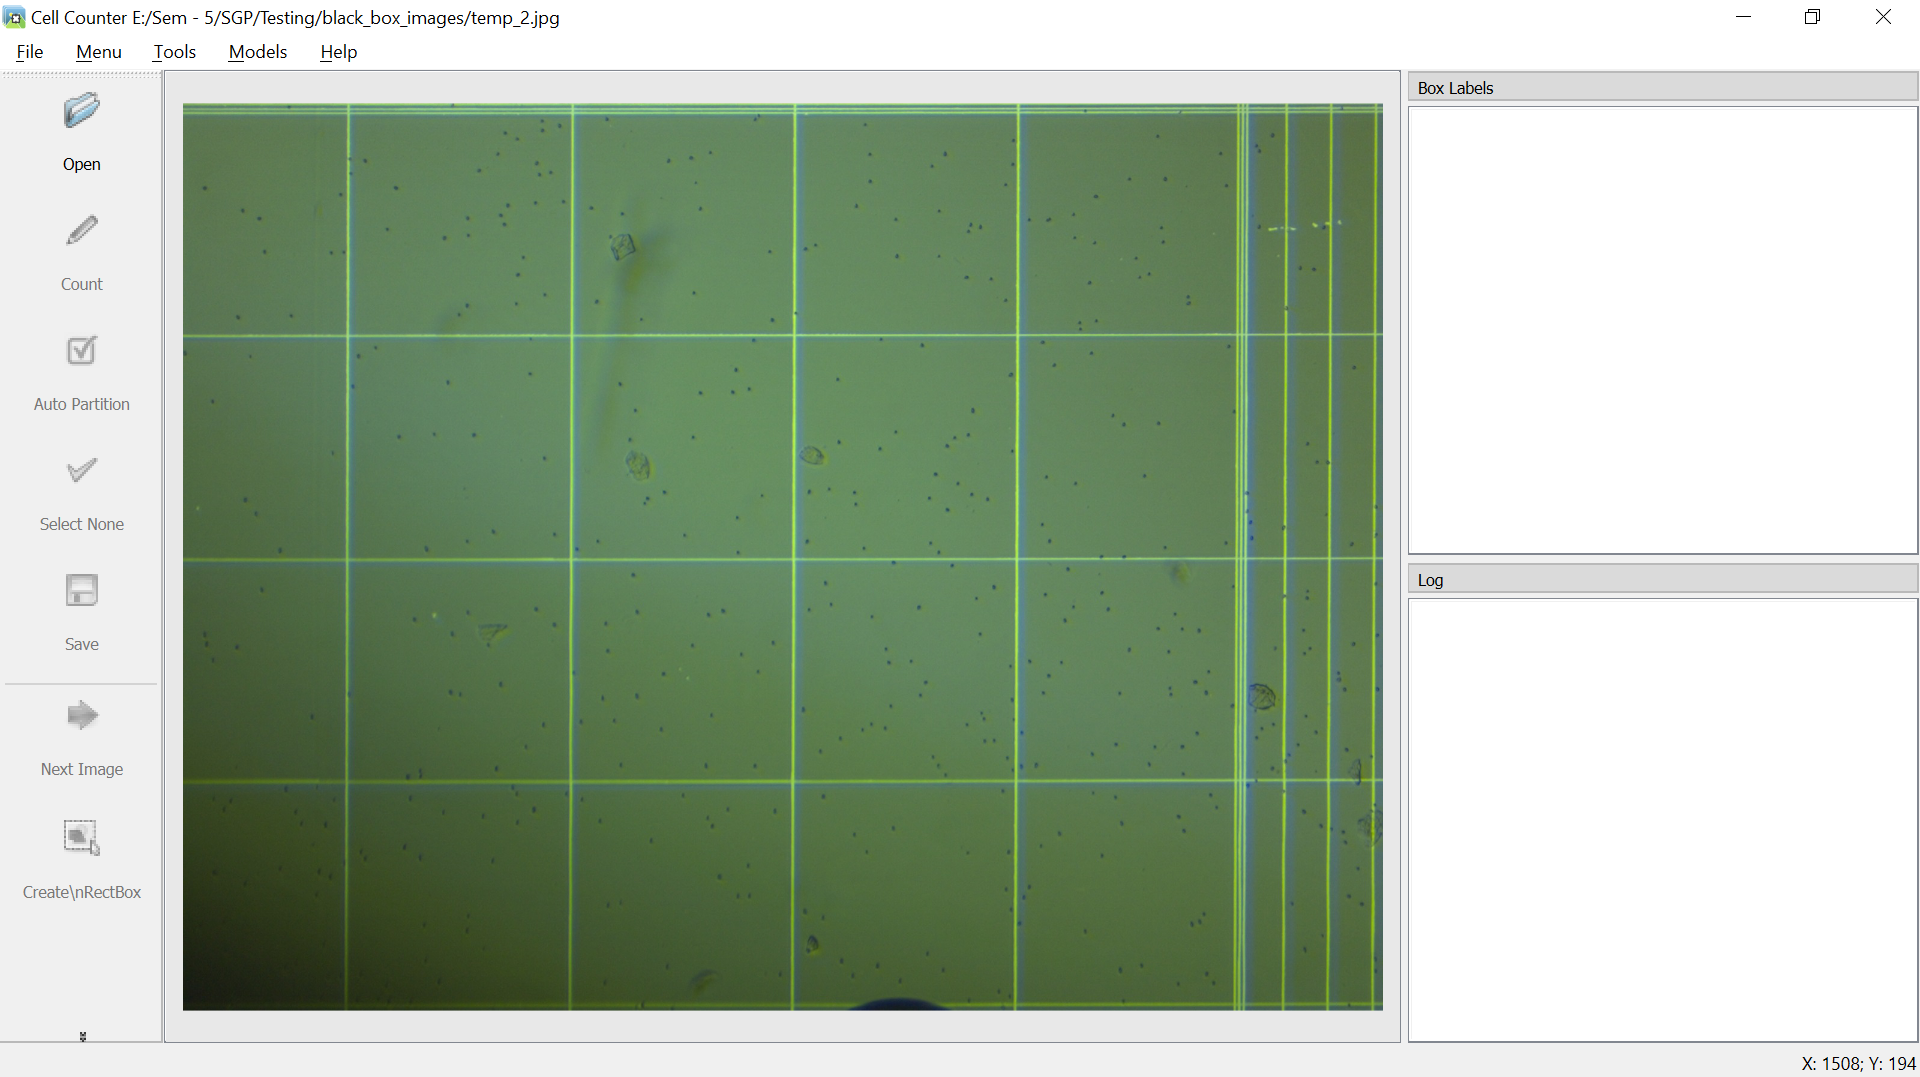 Cell Counter E:/Sem - 5/SGP/Testing/black_box_images/temp_2.jpg
File Menu Tools Models Help
Open
Count
Auto Partition
Select None
Save
Next Image
Create\nRectBox
Box Labels
Log
X: 1508; Y: 194